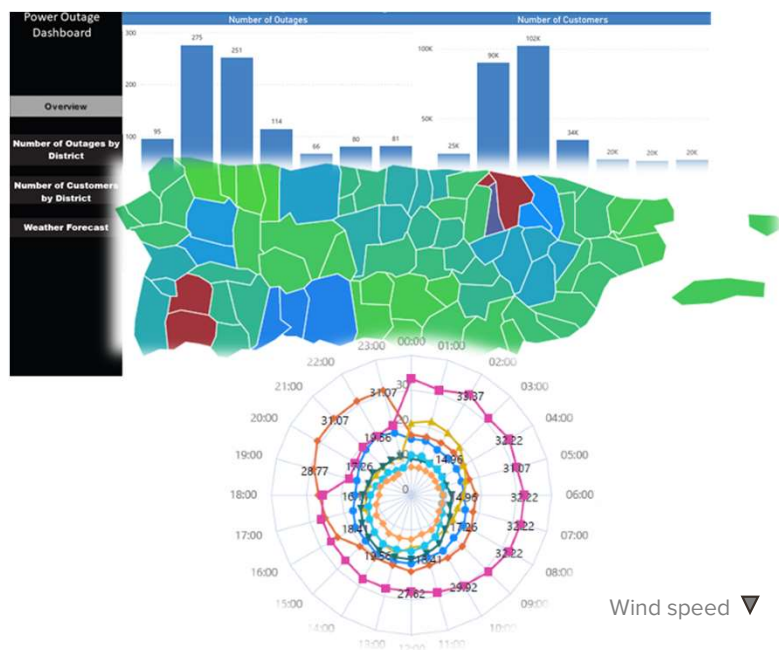 Power Outage
Dashboard
Overview
Number of Outages by
District
Number of Customers
by District
Weather Forecast
Number of Outages
300
200
100
95
275
251
114
66
80
81
Number of Customers
100K
50K
25K
90K
102K
34K
20K
20K
20K
00:00
01:00
02:00
03:00
04:00
05:00
06:00
07:00
08:00
09:00
10:00
11:00
12:00
13:00
14:00
15:00
16:00
17:00
18:00
19:00
20:00
21:00
22:00
23:00
30
0
33.37
32.22
31.07
32.22
32.22
32.22
29.92
27.62
14.96
14.96
17.26
18.41
19.56
18.41
17.26
19.56
28.77
31.07
31.07
Wind speed